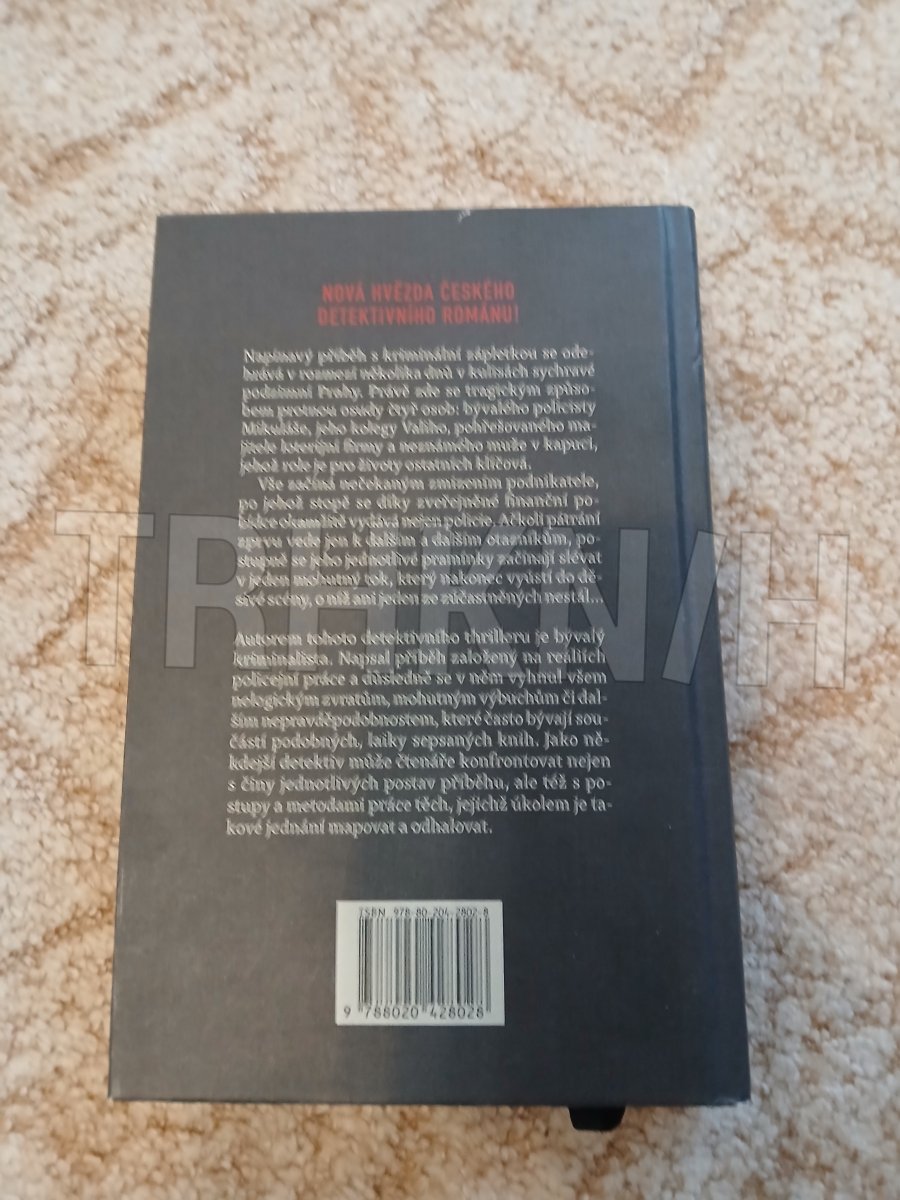 NOVÁ HVĚZDA ČESKÉHO
DETEKTIVNÍHO ROMÁNU!
Napínavý příběh s kriminální zápletkou se ode-
hrává v rozmezí několika dnů v kulisách sychravé
podzimní Prahy. Právě zde se tragickým způso-
bem protnou osudy čtyř osob: bývalého policisty
Mikuláše, jeho kolegy Vališe, pohřešovaného ma-
jitele loterijní firmy a neznámého muže v kapuci,
jehož role je pro životy ostatních klíčová.
Vše začíná nečekaným zmizením podnikatele,
po jehož stopě se díky zveřejněné finanční po-
bídce okamžitě vydává nejen policie. Ačkoli pátrání
zprvu vede jen k dalším a dalším otazníkům, po-
stupně se jeho jednotlivé pramínky začínají slévat
v jeden mohutný tok, který nakonec vyústí do dě-
sivé scény, o niž ani jeden ze zúčastněných nestál...
Autorem tohoto detektivního thrilleru je bývalý
kriminalista. Napsal příběh založený na reáliích
policejní práce a důsledně se v něm vyhnul všem
nelogickým zvratům, mohutným výbuchům či dal-
ším nepravděpodobnostem, které často bývají sou-
částí podobných, laiky sepsaných knih. Jako ně-
kdejší detektiv může čtenáře konfrontovat nejen
s činy jednotlivých postav příběhu, ale též s po-
stupy a metodami práce těch, jejichž úkolem je ta-
kové jednání mapovat a odhalovat.
ISBN 978-80-204-2802-8
9 788020 428028
TRHKNIH